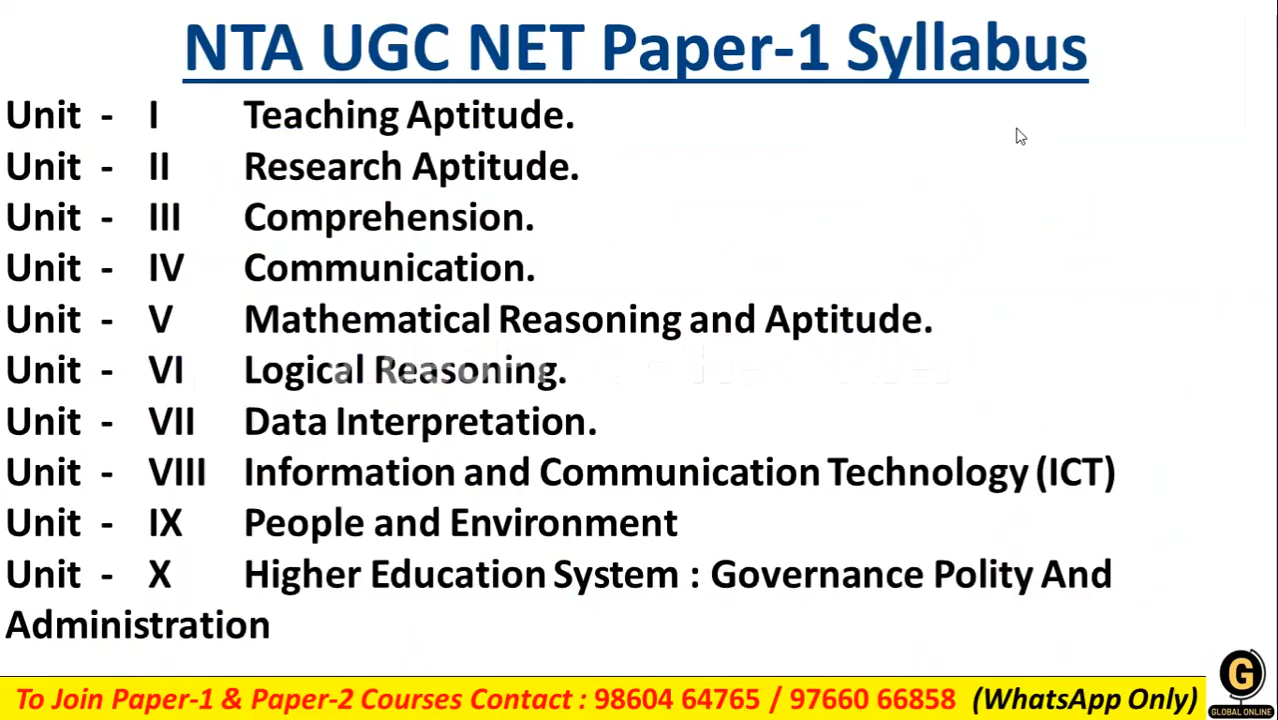 NTA UGC NET Paper-1 Syllabus
Unit - I Teaching Aptitude.
Unit - II Research Aptitude.
Unit - III Comprehension.
Unit - IV Communication.
Unit - V Mathematical Reasoning and Aptitude.
Unit - VI Logical Reasoning.
Unit - VII Data Interpretation.
Unit - VIII Information and Communication Technology (ICT)
Unit - IX People and Environment
Unit - X Higher Education System : Governance Polity And
Administration
To Join Paper-1 & Paper-2 Courses Contact : 98604 64765 / 97660 66858 (WhatsApp Only)
G
GLOBAL ONLINE